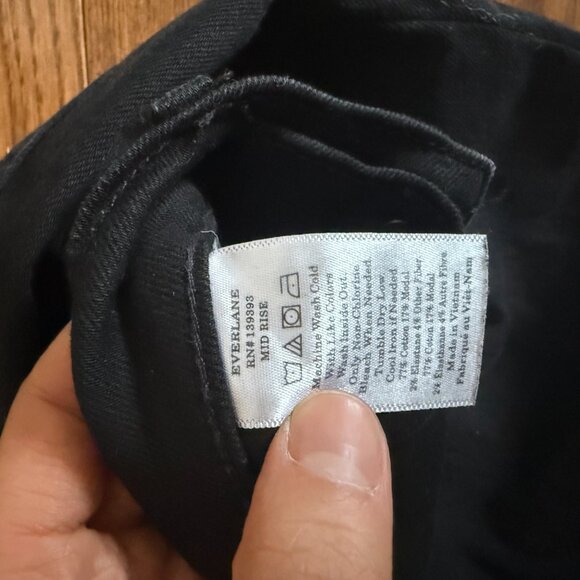 EVERLANE
RN# 139393
MID RISE
Machine Wash Cold
With Like Colors
Wash Inside Out.
Only Non-Chlorine
Bleach When Needed.
Tumble Dry Low
Cool Iron If Needed
77% Cotton 17% Modal
2% Elastane 4% Other Fiber.
77% Coton 17% Modal
2% Élasthanne 4% Autre Fibre.
Made in Vietnam
Fabriqué au Viêt-Nam